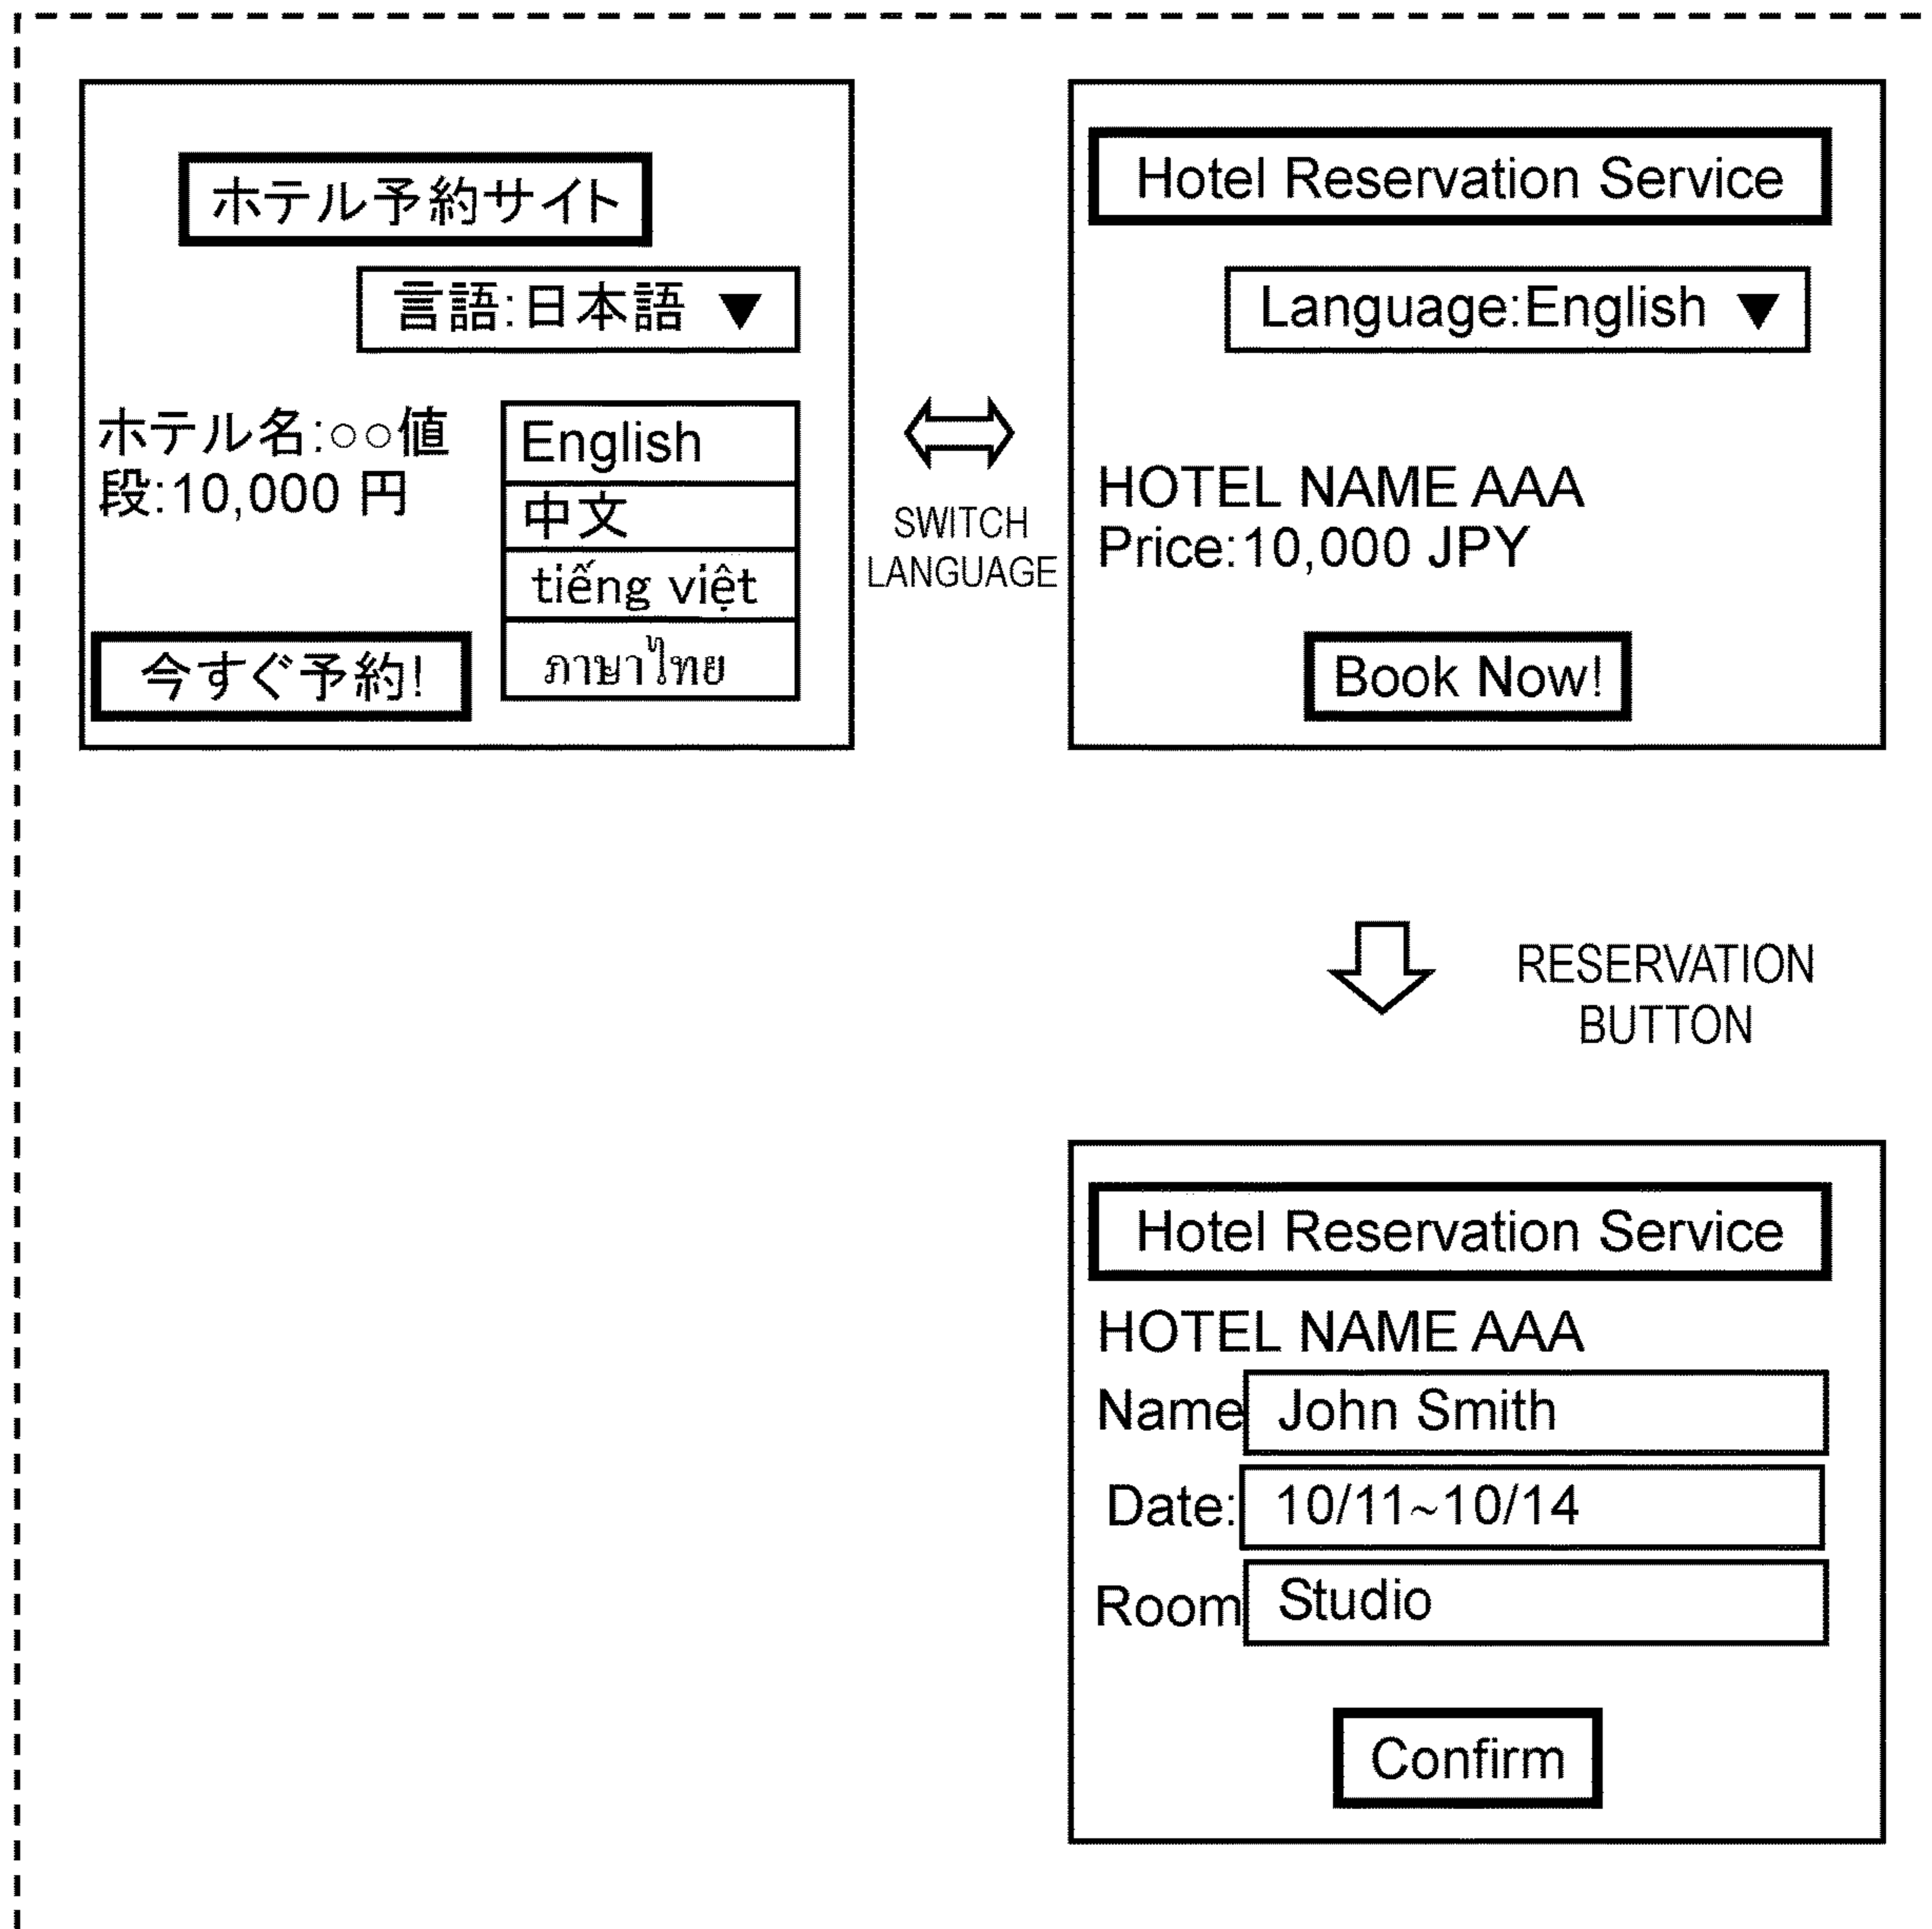 ホテル予約サイト
言語:日本語 ▼
ホテル名:○○値
段:10,000 円
English
中文
tiếng việt
ภาษาไทย
今すぐ予約!
SWITCH
LANGUAGE
Hotel Reservation Service
Language:English ▼
HOTEL NAME AAA
Price:10,000 JPY
Book Now!
RESERVATION
BUTTON
Hotel Reservation Service
HOTEL NAME AAA
Name John Smith
Date: 10/11~10/14
Room Studio
Confirm